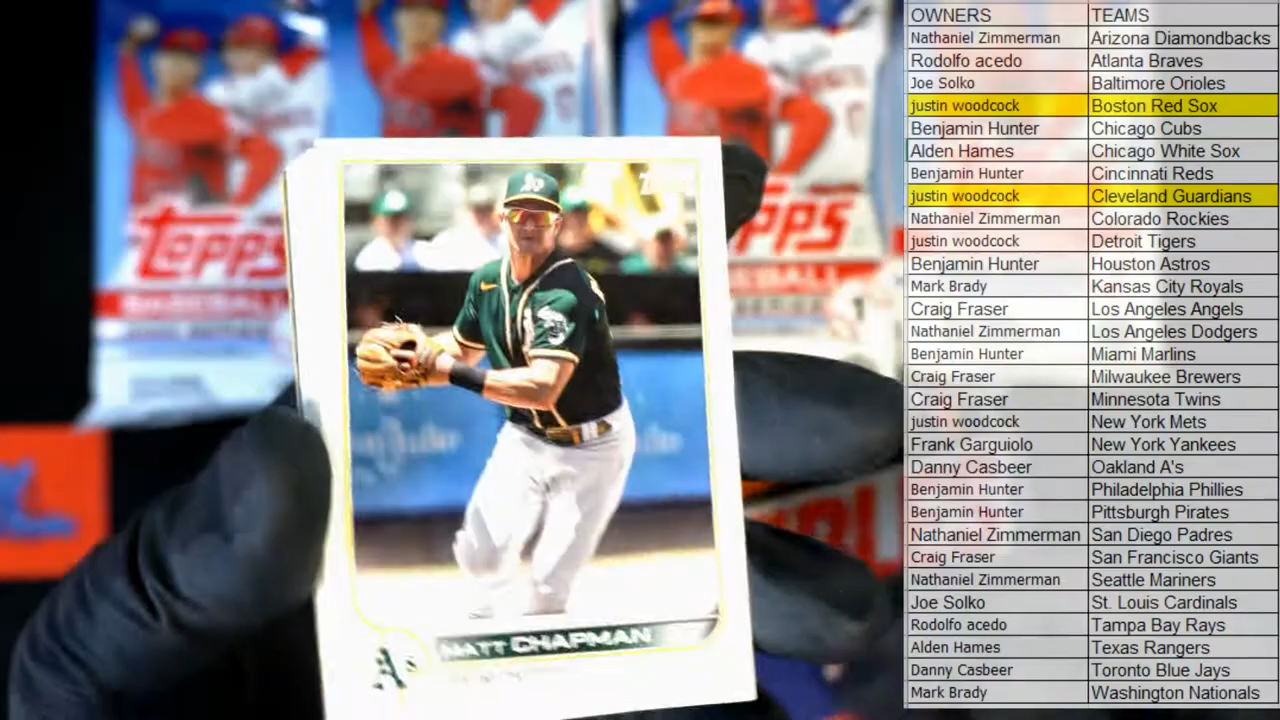 OWNERS TEAMS
Nathaniel Zimmerman Arizona Diamondbacks
Rodolfo acedo Atlanta Braves
Joe Solko Baltimore Orioles
justin woodcock Boston Red Sox
Benjamin Hunter Chicago Cubs
Alden Hames Chicago White Sox
Benjamin Hunter Cincinnati Reds
justin woodcock Cleveland Guardians
Nathaniel Zimmerman Colorado Rockies
justin woodcock Detroit Tigers
Benjamin Hunter Houston Astros
Mark Brady Kansas City Royals
Craig Fraser Los Angeles Angels
Nathaniel Zimmerman Los Angeles Dodgers
Benjamin Hunter Miami Marlins
Craig Fraser Milwaukee Brewers
Craig Fraser Minnesota Twins
justin woodcock New York Mets
Frank Garguiolo New York Yankees
Danny Casbeer Oakland A's
Benjamin Hunter Philadelphia Phillies
Benjamin Hunter Pittsburgh Pirates
Nathaniel Zimmerman San Diego Padres
Craig Fraser San Francisco Giants
Nathaniel Zimmerman Seattle Mariners
Joe Solko St. Louis Cardinals
Rodolfo acedo Tampa Bay Rays
Alden Hames Texas Rangers
Danny Casbeer Toronto Blue Jays
Mark Brady Washington Nationals
TOPPS
BASEBALL
PPS
MATT CHAPMAN
A's